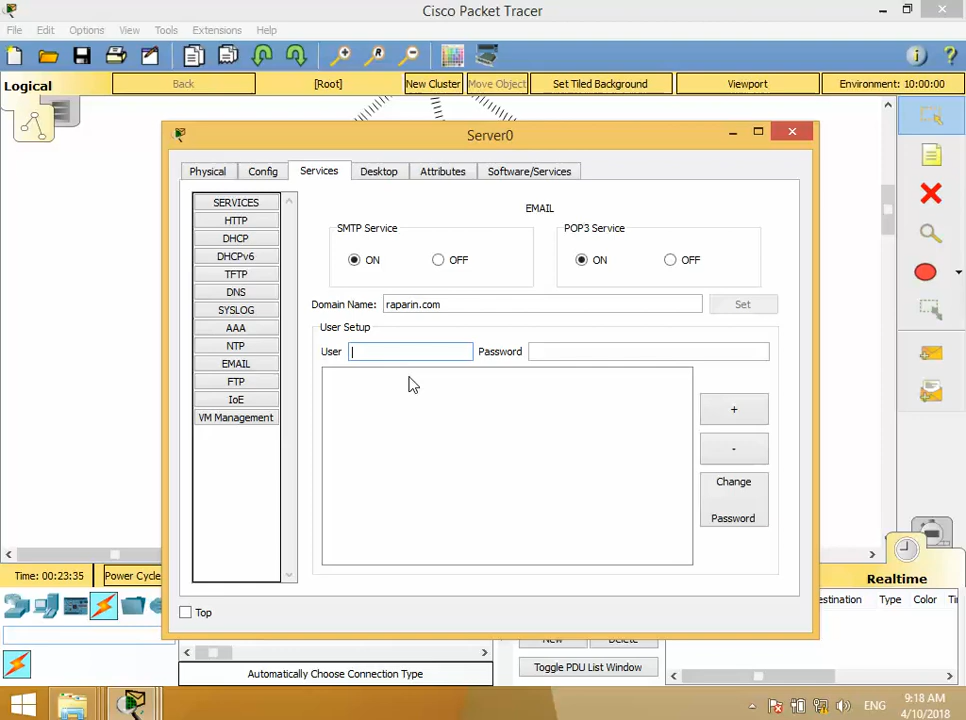 Cisco Packet Tracer
File Edit Options View Tools Extensions Help
Logical Back [Root] New Cluster Move Object Set Tiled Background Viewport Environment: 10:00:00
Server0
Physical Config Services Desktop Attributes Software/Services
SERVICES
HTTP
DHCP
DHCPv6
TFTP
DNS
SYSLOG
AAA
NTP
EMAIL
FTP
IoE
VM Management
EMAIL
SMTP Service POP3 Service
ON OFF ON OFF
Domain Name: raparin.com Set
User Setup
User Password
+
-
Change
Password
Top
Time: 00:23:35 Power Cycle
Realtime
estination Type Color
New Delete
Toggle PDU List Window
Automatically Choose Connection Type
ENG
9:18 AM
4/10/2018